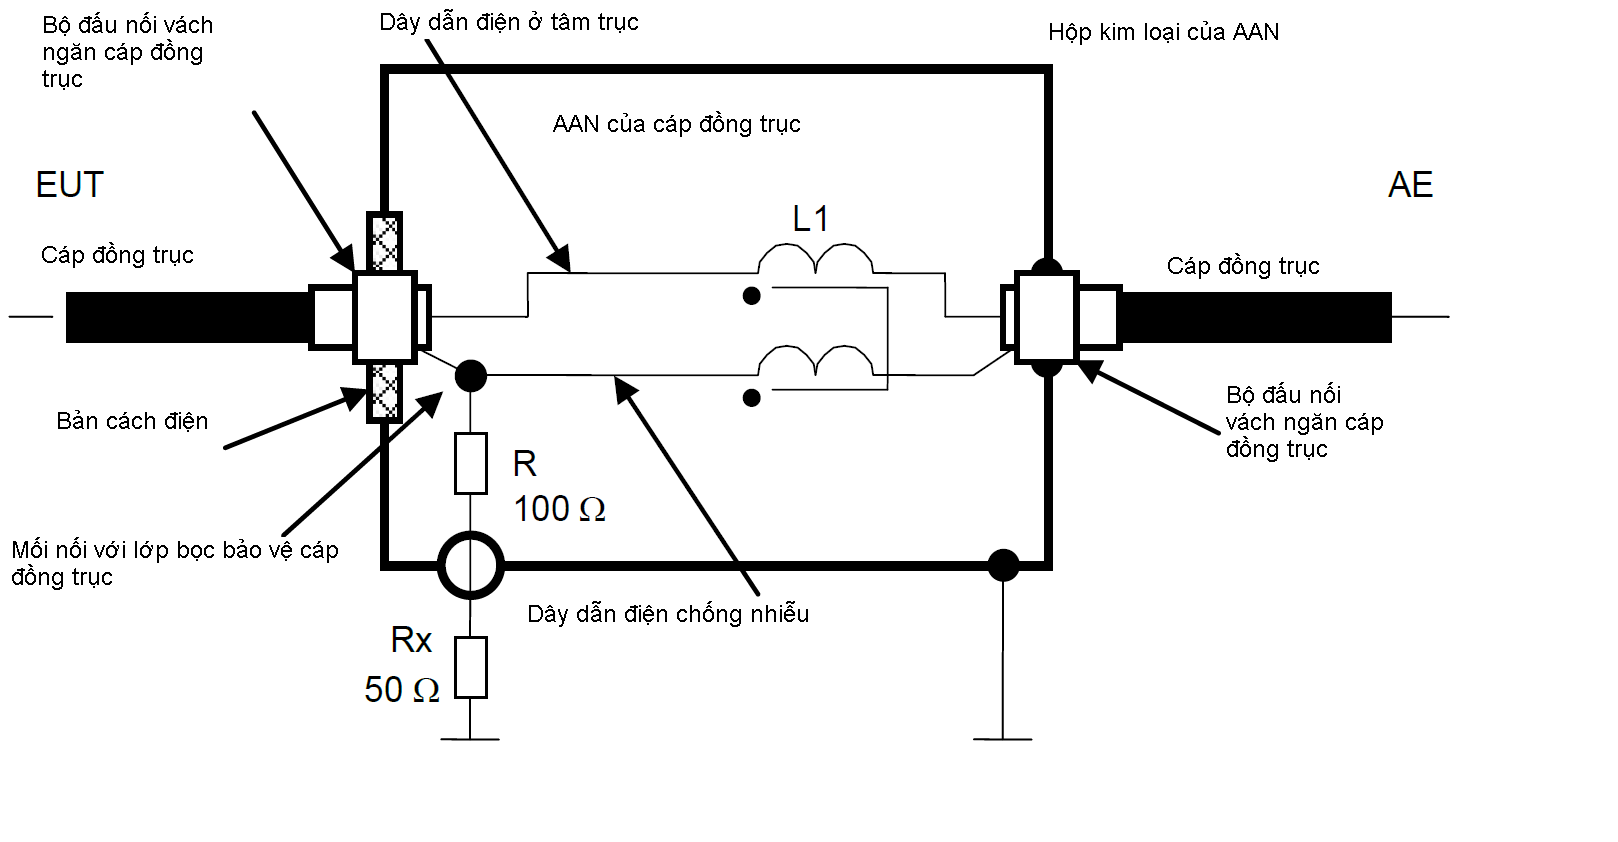 Bộ đấu nối vách
ngăn cáp đồng
trục
Dây dẫn điện ở tâm trục
Hộp kim loại của AAN
AAN của cáp đồng trục
EUT
AE
L1
Cáp đồng trục
Cáp đồng trục
Bản cách điện
Bộ đấu nối
vách ngăn cáp
đồng trục
R
100 Ω
Mối nối với lớp bọc bảo vệ cáp
đồng trục
Dây dẫn điện chống nhiễu
Rx
50 Ω